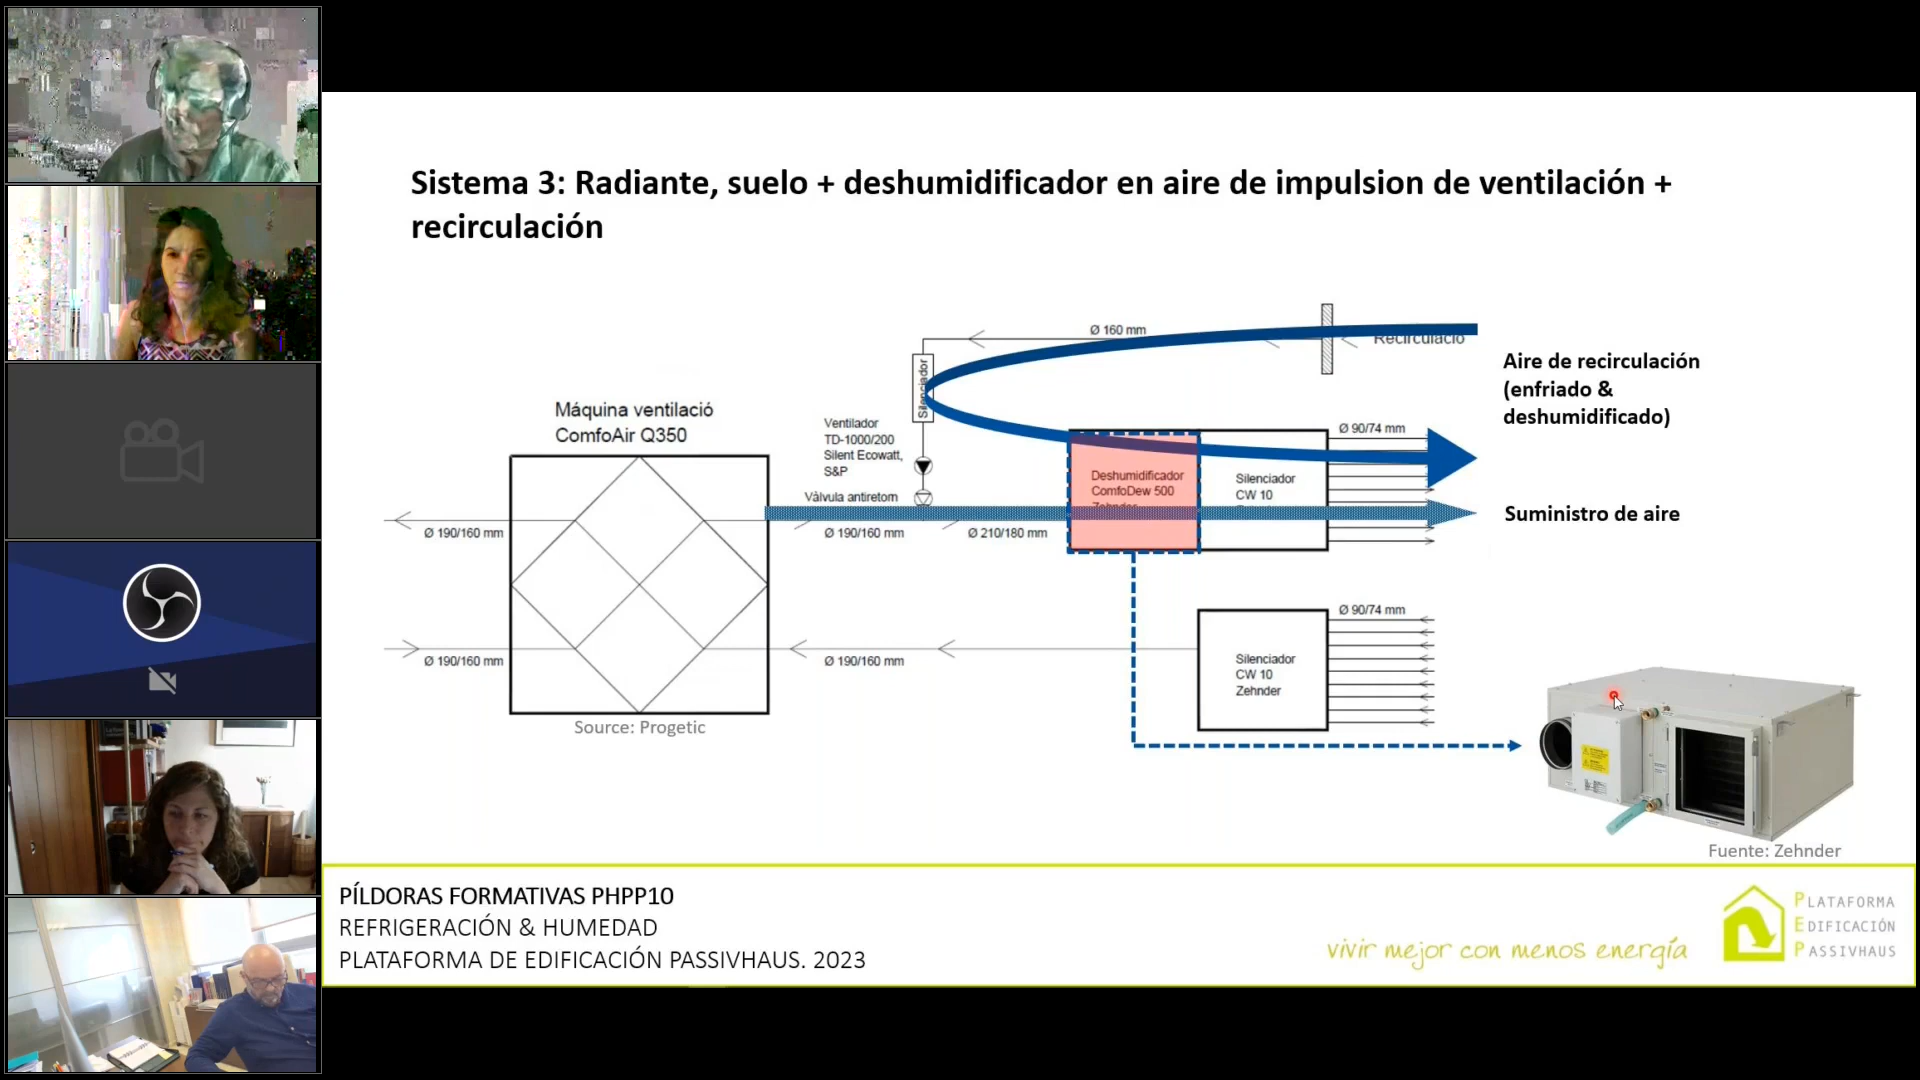 Sistema 3: Radiante, suelo + deshumidificador en aire de impulsion de ventilación +
recirculación
Ø 160 mm
Recirculació
Aire de recirculación
(enfriado &
deshumidificado)
Silenciador
Máquina ventilació
ComfoAir Q350
Ventilador
TD-1000/200
Silent Ecowatt,
S&P
Vàlvula antiretorn
Ø 90/74 mm
Deshumidificador
ComfoDew 500
Zehnder
Silenciador
CW 10
Suministro de aire
Ø 190/160 mm
Ø 190/160 mm
Ø 210/180 mm
Ø 90/74 mm
Ø 190/160 mm
Ø 190/160 mm
Silenciador
CW 10
Zehnder
Source: Progetic
Fuente: Zehnder
PÍLDORAS FORMATIVAS PHPP10
REFRIGERACIÓN & HUMEDAD
PLATAFORMA DE EDIFICACIÓN PASSIVHAUS. 2023
vivir mejor con menos energía
PLATAFORMA
EDIFICACIÓN
PASSIVHAUS